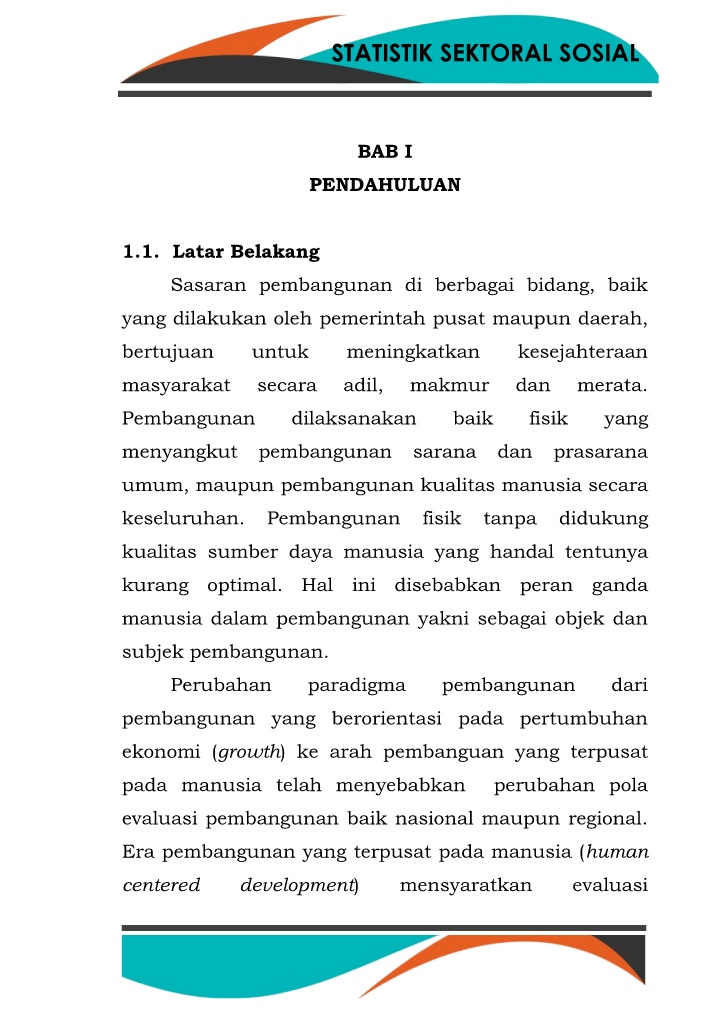 STATISTIK SEKTORAL SOSIAL
BAB I
PENDAHULUAN
1.1. Latar Belakang
Sasaran pembangunan di berbagai bidang, baik
yang dilakukan oleh pemerintah pusat maupun daerah,
bertujuan untuk meningkatkan kesejahteraan
masyarakat secara adil, makmur dan merata.
Pembangunan dilaksanakan baik fisik yang
menyangkut pembangunan sarana dan prasarana
umum, maupun pembangunan kualitas manusia secara
keseluruhan. Pembangunan fisik tanpa didukung
kualitas sumber daya manusia yang handal tentunya
kurang optimal. Hal ini disebabkan peran ganda
manusia dalam pembangunan yakni sebagai objek dan
subjek pembangunan.
Perubahan paradigma pembangunan dari
pembangunan yang berorientasi pada pertumbuhan
ekonomi (growth) ke arah pembanguan yang terpusat
pada manusia telah menyebabkan perubahan pola
evaluasi pembangunan baik nasional maupun regional.
Era pembangunan yang terpusat pada manusia (human
centered development) mensyaratkan evaluasi